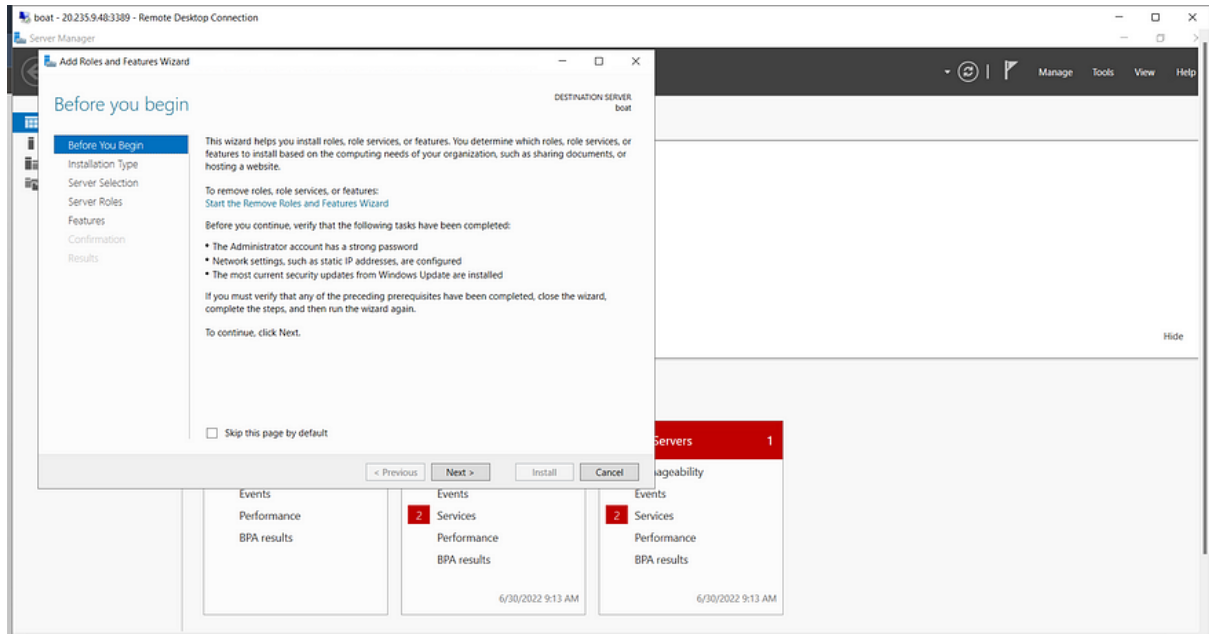 boat - 20.235.9.48:3389 - Remote Desktop Connection
Server Manager
Add Roles and Features Wizard
Manage Tools View Help
Before you begin
DESTINATION SERVER
boat
Before You Begin
Installation Type
Server Selection
Server Roles
Features
Confirmation
Results
This wizard helps you install roles, role services, or features. You determine which roles, role services, or
features to install based on the computing needs of your organization, such as sharing documents, or
hosting a website.
To remove roles, role services, or features:
Start the Remove Roles and Features Wizard
Before you continue, verify that the following tasks have been completed:
• The Administrator account has a strong password
• Network settings, such as static IP addresses, are configured
• The most current security updates from Windows Update are installed
If you must verify that any of the preceding prerequisites have been completed, close the wizard,
complete the steps, and then run the wizard again.
To continue, click Next.
Hide
Skip this page by default
< Previous Next > Install Cancel
Servers 1
ageability
Events Events Events
Performance 2 Services 2 Services
BPA results Performance Performance
BPA results BPA results
6/30/2022 9:13 AM 6/30/2022 9:13 AM